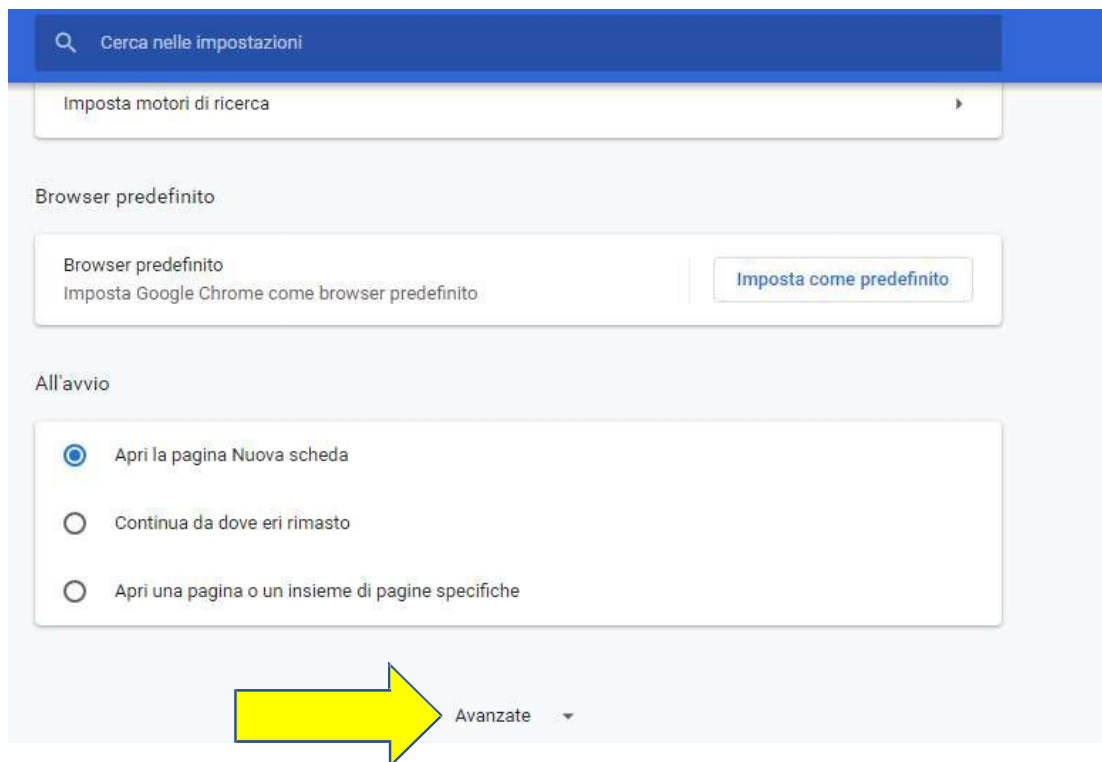 Cerca nelle impostazioni
Imposta motori di ricerca
Browser predefinito
Browser predefinito
Imposta Google Chrome come browser predefinito
Imposta come predefinito
All'avvio
Apri la pagina Nuova scheda
Continua da dove eri rimasto
Apri una pagina o un insieme di pagine specifiche
Avanzate